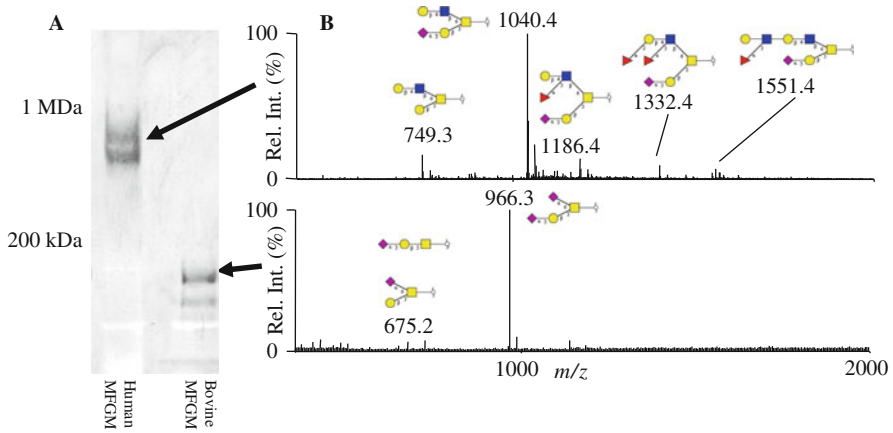 A
B
1 MDa
200 kDa
Human
MFGM
Bovine
MFGM
100
Rel. Int. (%)
0
1040.4
749.3
1186.4
1332.4
1551.4
100
Rel. Int. (%)
0
966.3
675.2
1000
m/z
2000